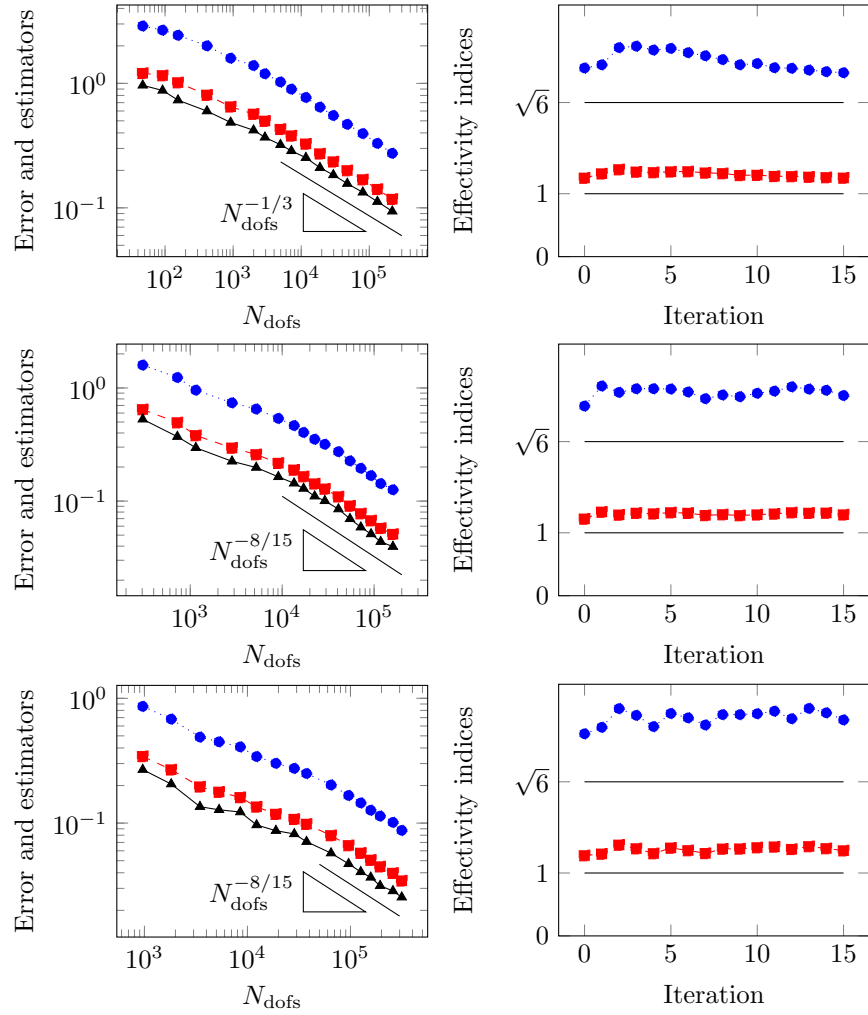 Error and estimators
10^0
10^{-1}
N_dofs^{-1/3}
10^2 10^3 10^4 10^5
N_dofs
Effectivity indices
√6
1
0
0 5 10 15
Iteration
Error and estimators
10^0
10^{-1}
N_dofs^{-8/15}
10^3 10^4 10^5
N_dofs
Effectivity indices
√6
1
0
0 5 10 15
Iteration
Error and estimators
10^0
10^{-1}
N_dofs^{-8/15}
10^3 10^4 10^5
N_dofs
Effectivity indices
√6
1
0
0 5 10 15
Iteration